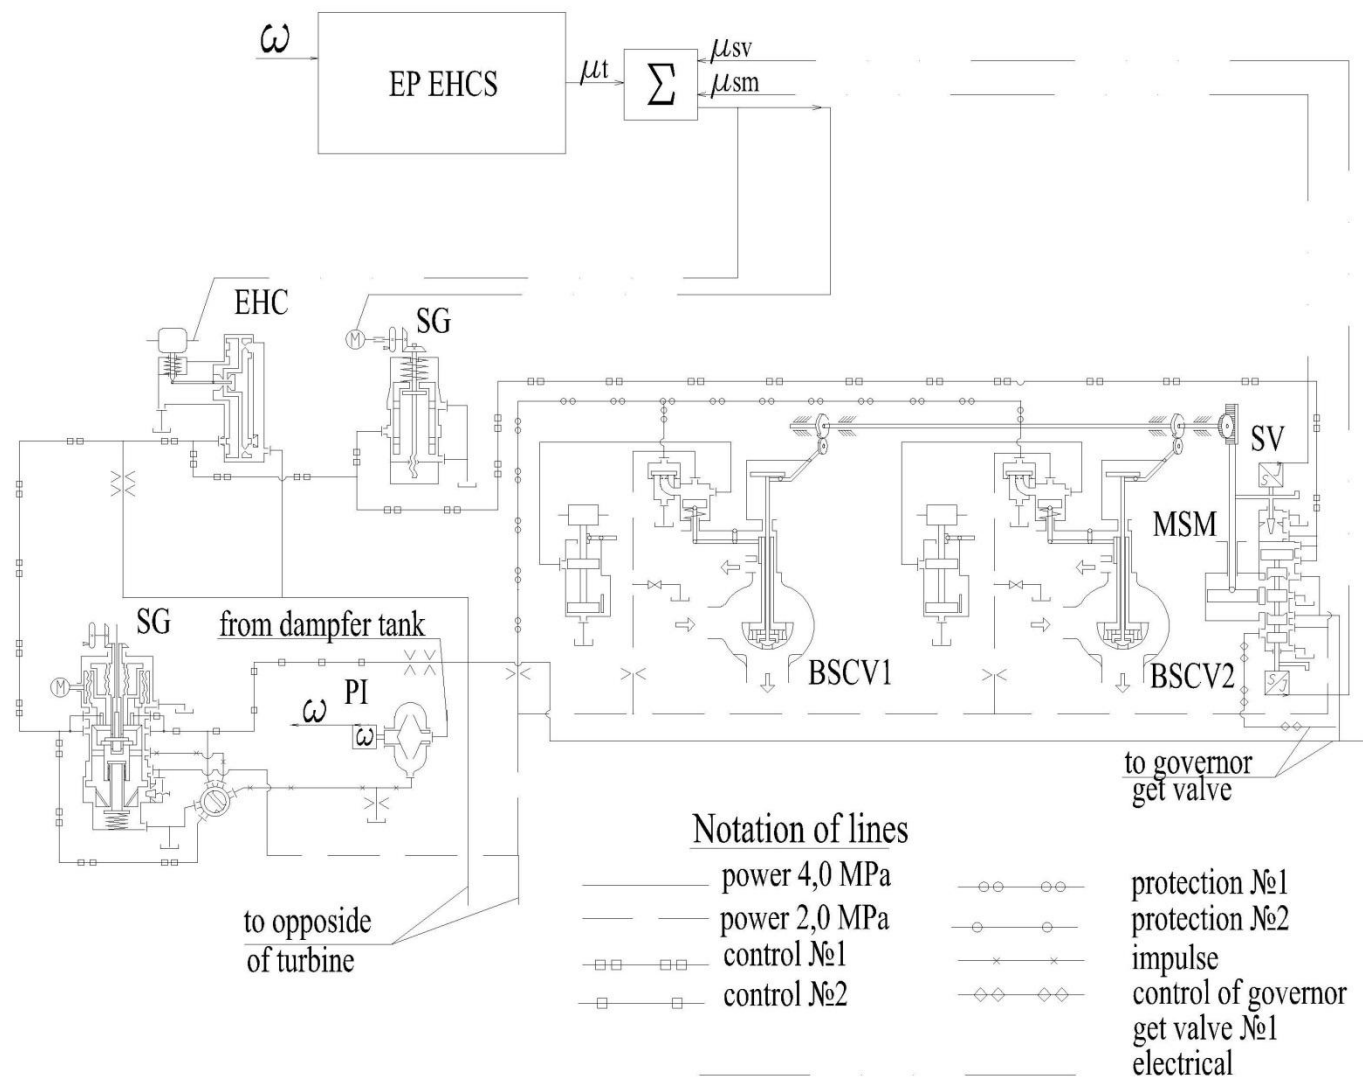 ω
EP EHCS
μt
Σ
μsv
μsm
EHC
SG
M
SV
S
J
MSM
SG
from dampfer tank
M
PI
ω
ω
BSCV1
BSCV2
S
J
to governor
get valve
to opposide
of turbine
Notation of lines
power 4,0 MPa
power 2,0 MPa
control №1
control №2
protection №1
protection №2
impulse
control of governor
get valve №1
electrical